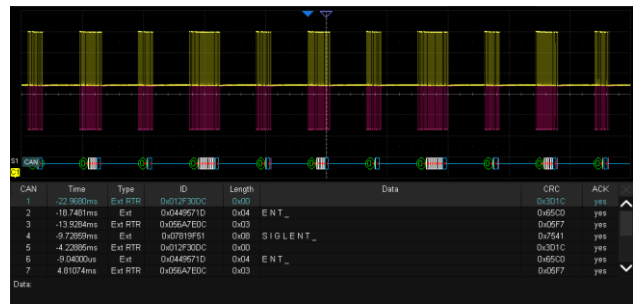 S1 CAN
C1
CAN Time Type ID Length Data CRC ACK
1 -22.9680ms Ext RTR 0x012F30DC 0x00 0x3D1C yes
2 -18.7481ms Ext 0x0449571D 0x04 E N T _ 0x65C0 yes
3 -13.9284ms Ext RTR 0x056A7E0C 0x03 0x05F7 yes
4 -9.72859ms Ext 0x07819F51 0x08 S I G L E N T _ 0x7541 yes
5 -4.22885ms Ext RTR 0x012F30DC 0x00 0x3D1C yes
6 -9.04000us Ext 0x0449571D 0x04 E N T _ 0x65C0 yes
7 4.81074ms Ext RTR 0x056A7E0C 0x03 0x05F7 yes
Data: